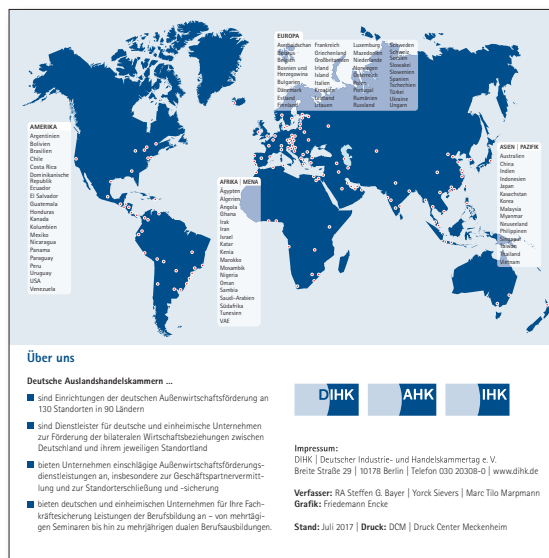 EUROPA
Aserbaidschan
Belarus
Belgien
Bosnien und
Herzegowina
Bulgarien
Dänemark
Estland
Finnland
Frankreich
Griechenland
Großbritannien
Irland
Island
Italien
Kroatien
Lettland
Litauen
Luxemburg
Mazedonien
Niederlande
Norwegen
Österreich
Polen
Portugal
Rumänien
Russland
Schweden
Schweiz
Serbien
Slowakei
Slowenien
Spanien
Tschechien
Türkei
Ukraine
Ungarn
AMERIKA
Argentinien
Bolivien
Brasilien
Chile
Costa Rica
Dominikanische
Republik
Ecuador
El Salvador
Guatemala
Honduras
Kanada
Kolumbien
Mexiko
Nicaragua
Panama
Paraguay
Peru
Uruguay
USA
Venezuela
AFRIKA | MENA
Ägypten
Algerien
Angola
Ghana
Irak
Iran
Israel
Katar
Kenia
Marokko
Mosambik
Nigeria
Oman
Sambia
Saudi-Arabien
Südafrika
Tunesien
VAE
ASIEN | PAZIFIK
Australien
China
Indien
Indonesien
Japan
Kasachstan
Korea
Malaysia
Myanmar
Neuseeland
Philippinen
Singapur
Taiwan
Thailand
Vietnam
Über uns
Deutsche Auslandshandelskammern ...
sind Einrichtungen der deutschen Außenwirtschaftsförderung an
130 Standorten in 90 Ländern
sind Dienstleister für deutsche und einheimische Unternehmen
zur Förderung der bilateralen Wirtschaftsbeziehungen zwischen
Deutschland und ihrem jeweiligen Standortland
bieten Unternehmen einschlägige Außenwirtschaftsförderungs-
dienstleistungen an, insbesondere zur Geschäftspartnervermitt-
lung und zur Standorterschließung und -sicherung
bieten deutschen und einheimischen Unternehmen für Ihre Fach-
kräftesicherung Leistungen der Berufsbildung an – von mehrtägi-
gen Seminaren bis hin zu mehrjährigen dualen Berufsausbildungen.
DIHK AHK IHK
Impressum:
DIHK | Deutscher Industrie- und Handelskammertag e. V.
Breite Straße 29 | 10178 Berlin | Telefon 030 20308-0 | www.dihk.de
Verfasser: RA Steffen G. Bayer | Yorck Sievers | Marc Tilo Marpmann
Grafik: Friedemann Encke
Stand: Juli 2017 | Druck: DCM | Druck Center Meckenheim